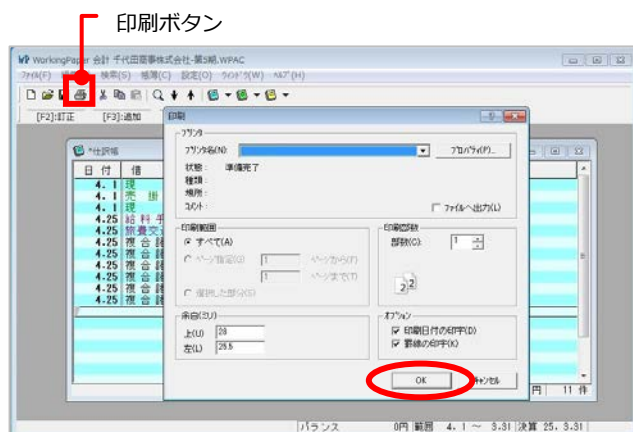 印刷ボタン
WorkingPaper 会計 千代田商事株式会社-第5期.WPAC
ファイル(F) 検索(S) 帳簿(C) 設定(O) ウインドウ(W) ヘルプ(H)
[F2]:訂正 [F3]:追加
*仕訳帳
日 付 借
4. 1 現
4. 1 売 掛
4. 1 現
4.25 給 料 手
4.25 旅 費 交
4.25 複 合
4.25 複 合
4.25 複 合
4.25 複 合
4.25 複 合
印刷
プリンタ
プリンタ名(N):
プロパティ(P)...
状態: 準備完了
種類:
場所:
コメント:
ファイルへ出力(L)
印刷範囲
すべて(A)
ページ指定(G) 1 ページから(F)
1 ページまで(T)
選択した部分(S)
印刷部数
部数(C): 1
2 2
余白(ミリ)
上(U) 28
左(L) 25.5
オプション
印刷日付の印字(D)
罫線の印字(K)
OK キャンセル
円 11 件
バランス 0円 範囲 4. 1 ～ 3.31 決算 25. 3.31